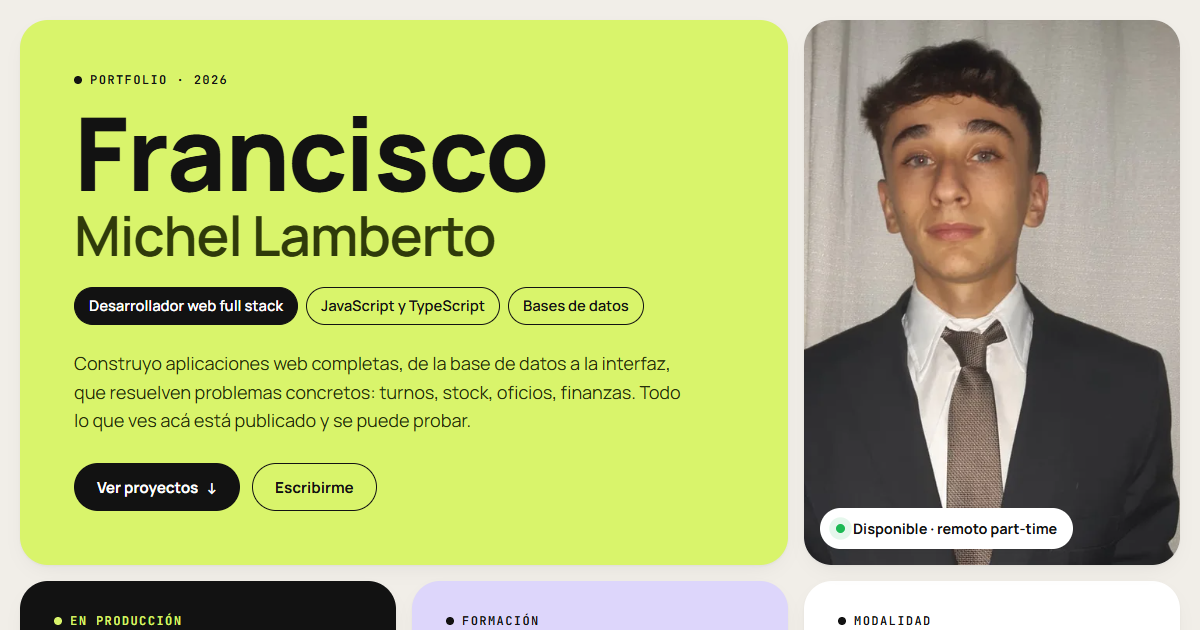 PORTFOLIO · 2026
Francisco
Michel Lamberto
Desarrollador web full stack
JavaScript y TypeScript
Bases de datos
Construyo aplicaciones web completas, de la base de datos a la interfaz,
que resuelven problemas concretos: turnos, stock, oficios, finanzas. Todo
lo que ves acá está publicado y se puede probar.
Ver proyectos ↓
Escribirme
Disponible · remoto part-time
EN PRODUCCIÓN
FORMACIÓN
MODALIDAD